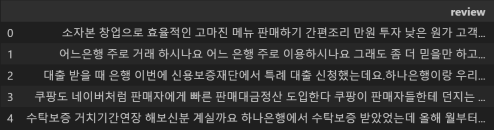 review
0 소자본 창업으로 효율적인 고마진 메뉴 판매하기 간편조리 만원 투자 낮은 원가 고객...
1 어느은행 주로 거래 하시나요 어느 은행 주로 이용하시나요 그래도 좀 더 믿을만 하고...
2 대출 받을 때 은행 이번에 신용보증재단에서 특례 대출 신청했는데요.하나은행이랑 우리...
3 쿠팡도 네이버처럼 판매자에게 빠른 판매대금정산 도입한다 쿠팡이 판매자들한테 던지는 ...
4 수탁보증 거치기간연장 해보신분 계실까요 하나은행에서 수탁보증 받았었는데 올해 월부터...